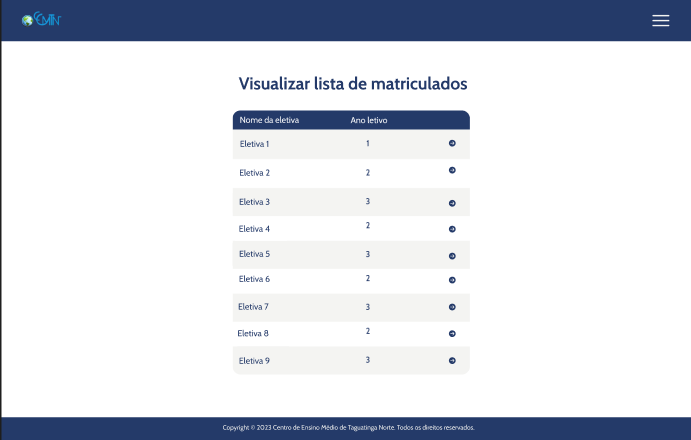 CEMTN
Visualizar lista de matriculados
Nome da eletiva Ano letivo
Eletiva 1 1
Eletiva 2 2
Eletiva 3 3
Eletiva 4 2
Eletiva 5 3
Eletiva 6 2
Eletiva 7 3
Eletiva 8 2
Eletiva 9 3
Copyright © 2023 Centro de Ensino Médio de Taguatinga Norte. Todos os direitos reservados.